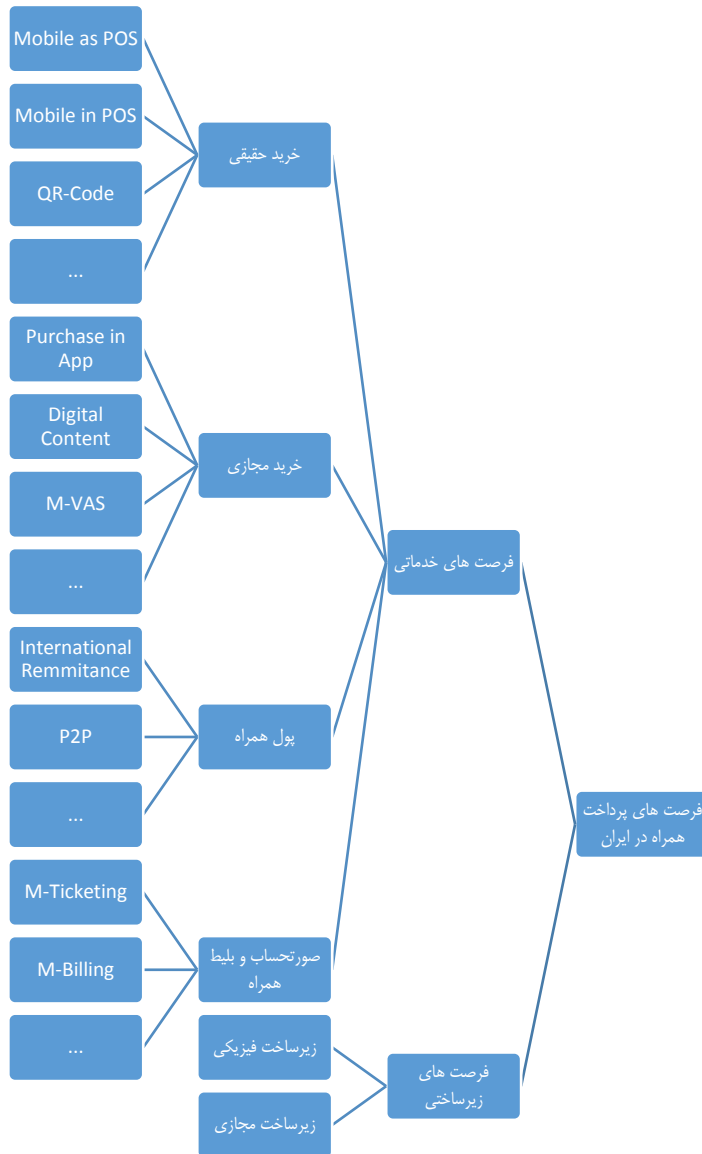 Mobile as POS
Mobile in POS
QR-Code
...
خرید حقیقی
Purchase in
App
Digital
Content
M-VAS
...
خرید مجازی
International
Remmitance
P2P
...
پول همراه
M-Ticketing
M-Billing
...
صورتحساب و بلیط
همراه
فرصت های خدماتی
زیرساخت فیزیکی
زیرساخت مجازی
فرصت های
زیرساختی
فرصت های پرداخت
همراه در ایران